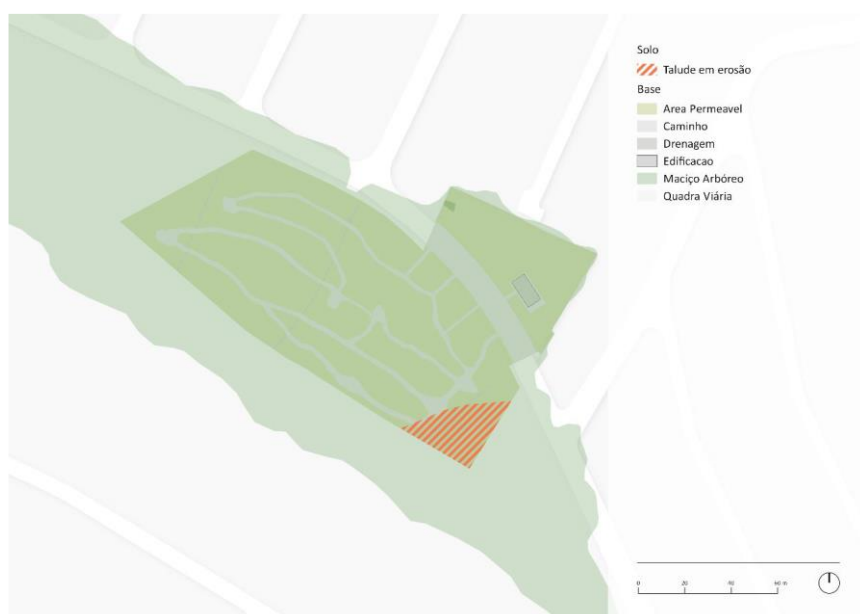 Solo
Talude em erosão
Base
Area Permeavel
Caminho
Drenagem
Edificacao
Maciço Arbóreo
Quadra Viária
0 20 40 60 m